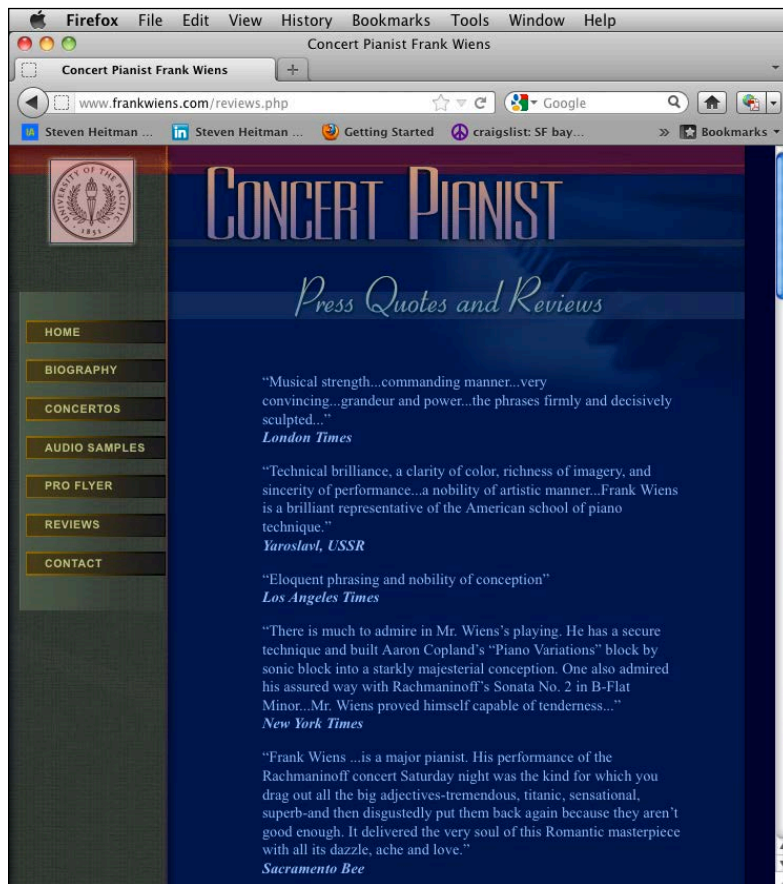 Firefox File Edit View History Bookmarks Tools Window Help
Concert Pianist Frank Wiens
Concert Pianist Frank Wiens
www.frankwiens.com/reviews.php
Google
IA Steven Heitman ... in Steven Heitman ... Getting Started craigslist: SF bay... » Bookmarks
UNIVERSITY OF THE PACIFIC
1851
CONCERT PIANIST
Press Quotes and Reviews
HOME
BIOGRAPHY
CONCERTOS
AUDIO SAMPLES
PRO FLYER
REVIEWS
CONTACT
“Musical strength...commanding manner...very
convincing...grandeur and power...the phrases firmly and decisively
sculpted...”
London Times
“Technical brilliance, a clarity of color, richness of imagery, and
sincerity of performance...a nobility of artistic manner...Frank Wiens
is a brilliant representative of the American school of piano
technique.”
Yaroslavl, USSR
“Eloquent phrasing and nobility of conception”
Los Angeles Times
“There is much to admire in Mr. Wiens’s playing. He has a secure
technique and built Aaron Copland’s “Piano Variations” block by
sonic block into a starkly majesterial conception. One also admired
his assured way with Rachmaninoff’s Sonata No. 2 in B-Flat
Minor...Mr. Wiens proved himself capable of tenderness...”
New York Times
“Frank Wiens ...is a major pianist. His performance of the
Rachmaninoff concert Saturday night was the kind for which you
drag out all the big adjectives-tremendous, titanic, sensational,
superb-and then disgustedly put them back again because they aren’t
good enough. It delivered the very soul of this Romantic masterpiece
with all its dazzle, ache and love.”
Sacramento Bee